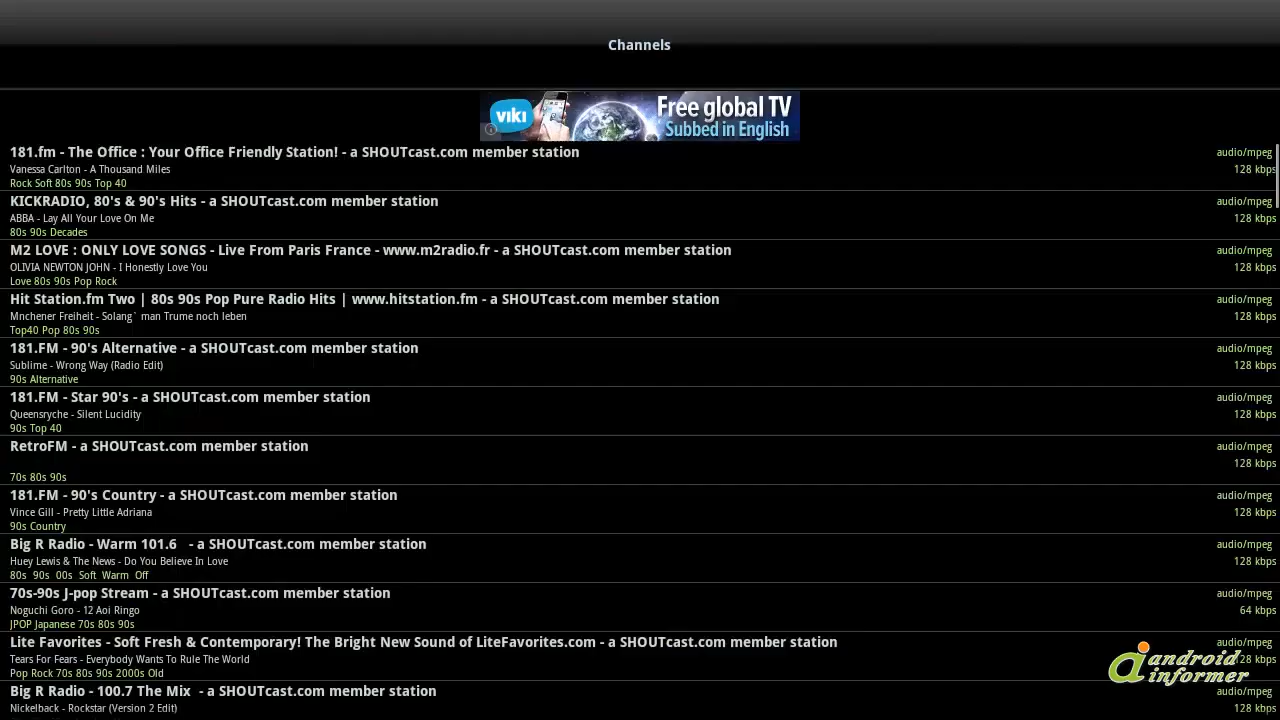 Channels
viki
Free global TV
Subbed in English
181.fm - The Office : Your Office Friendly Station! - a SHOUTcast.com member station
audio/mpeg
Vanessa Carlton - A Thousand Miles
128 kbps
Rock Soft 80s 90s Top 40
KICKRADIO, 80's & 90's Hits - a SHOUTcast.com member station
audio/mpeg
ABBA - Lay All Your Love On Me
128 kbps
80s 90s Decades
M2 LOVE : ONLY LOVE SONGS - Live From Paris France - www.m2radio.fr - a SHOUTcast.com member station
audio/mpeg
OLIVIA NEWTON JOHN - I Honestly Love You
128 kbps
Love 80s 90s Pop Rock
Hit Station.fm Two | 80s 90s Pop Pure Radio Hits | www.hitstation.fm - a SHOUTcast.com member station
audio/mpeg
Mnchener Freiheit - Solang` man Trume noch leben
128 kbps
Top40 Pop 80s 90s
181.FM - 90's Alternative - a SHOUTcast.com member station
audio/mpeg
Sublime - Wrong Way (Radio Edit)
128 kbps
90s Alternative
181.FM - Star 90's - a SHOUTcast.com member station
audio/mpeg
Queensryche - Silent Lucidity
128 kbps
90s Top 40
RetroFM - a SHOUTcast.com member station
audio/mpeg
128 kbps
70s 80s 90s
181.FM - 90's Country - a SHOUTcast.com member station
audio/mpeg
Vince Gill - Pretty Little Adriana
128 kbps
90s Country
Big R Radio - Warm 101.6 - a SHOUTcast.com member station
audio/mpeg
Huey Lewis & The News - Do You Believe In Love
128 kbps
80s 90s 00s Soft Warm Off
70s-90s J-pop Stream - a SHOUTcast.com member station
audio/mpeg
Noguchi Goro - 12 Aoi Ringo
64 kbps
JPOP Japanese 70s 80s 90s
Lite Favorites - Soft Fresh & Contemporary! The Bright New Sound of LiteFavorites.com - a SHOUTcast.com member station
audio/mpeg
Tears For Fears - Everybody Wants To Rule The World
128 kbps
Pop Rock 70s 80s 90s 2000s Old
android
informer
Big R Radio - 100.7 The Mix - a SHOUTcast.com member station
audio/mpeg
Nickelback - Rockstar (Version 2 Edit)
128 kbps